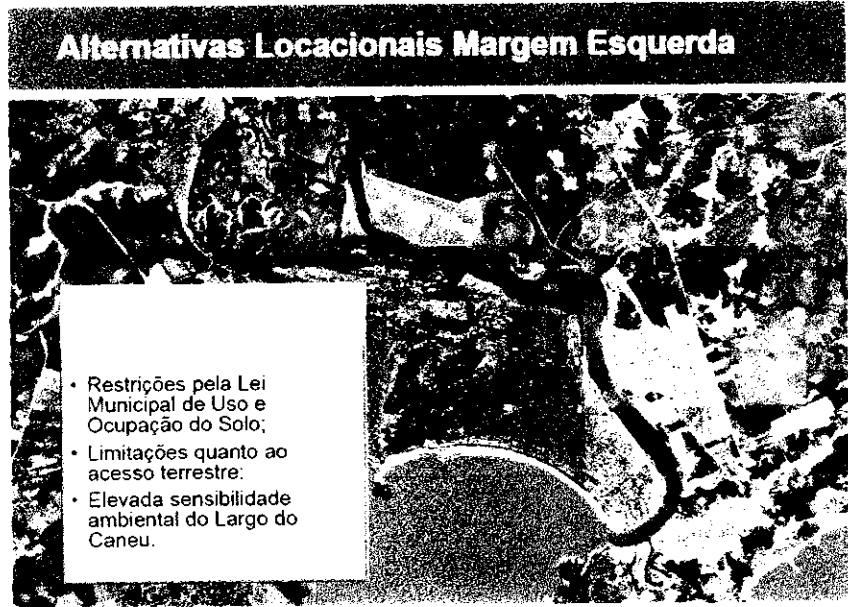 Alternativas Locacionais Margem Esquerda
• Restrições pela Lei
Municipal de Uso e
Ocupação do Solo;
• Limitações quanto ao
acesso terrestre:
• Elevada sensibilidade
ambiental do Largo do
Caneu.